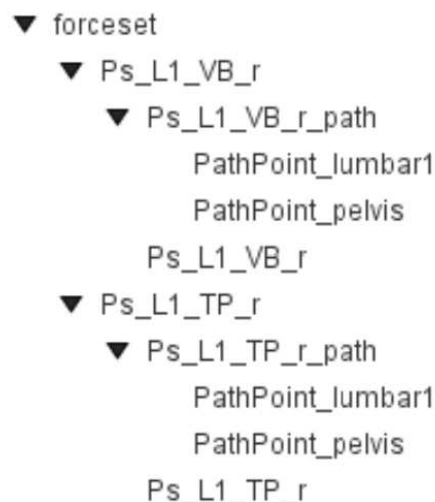 forceset
Ps_L1_VB_r
Ps_L1_VB_r_path
PathPoint_lumbar1
PathPoint_pelvis
Ps_L1_VB_r
Ps_L1_TP_r
Ps_L1_TP_r_path
PathPoint_lumbar1
PathPoint_pelvis
Ps_L1_TP_r